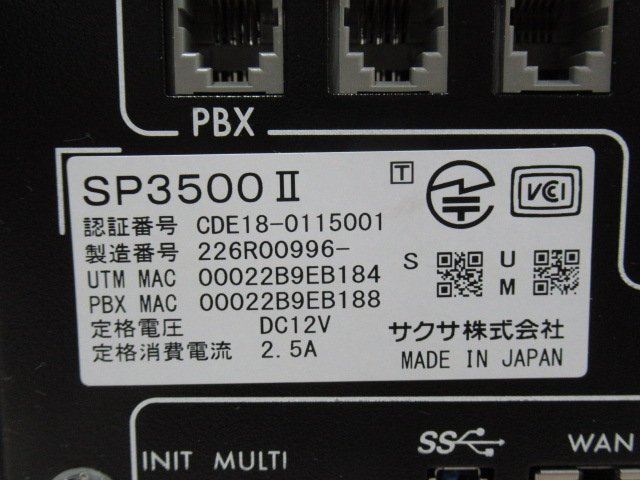 PBX
SP3500Ⅱ
T
VCCI
認証番号 CDE18-0115001
製造番号 226R00996-
S
U
M
UTM MAC 00022B9EB184
PBX MAC 00022B9EB188
定格電圧 DC12V
サクサ株式会社
定格消費電流 2.5A
MADE IN JAPAN
INIT MULTI
SS
WAN